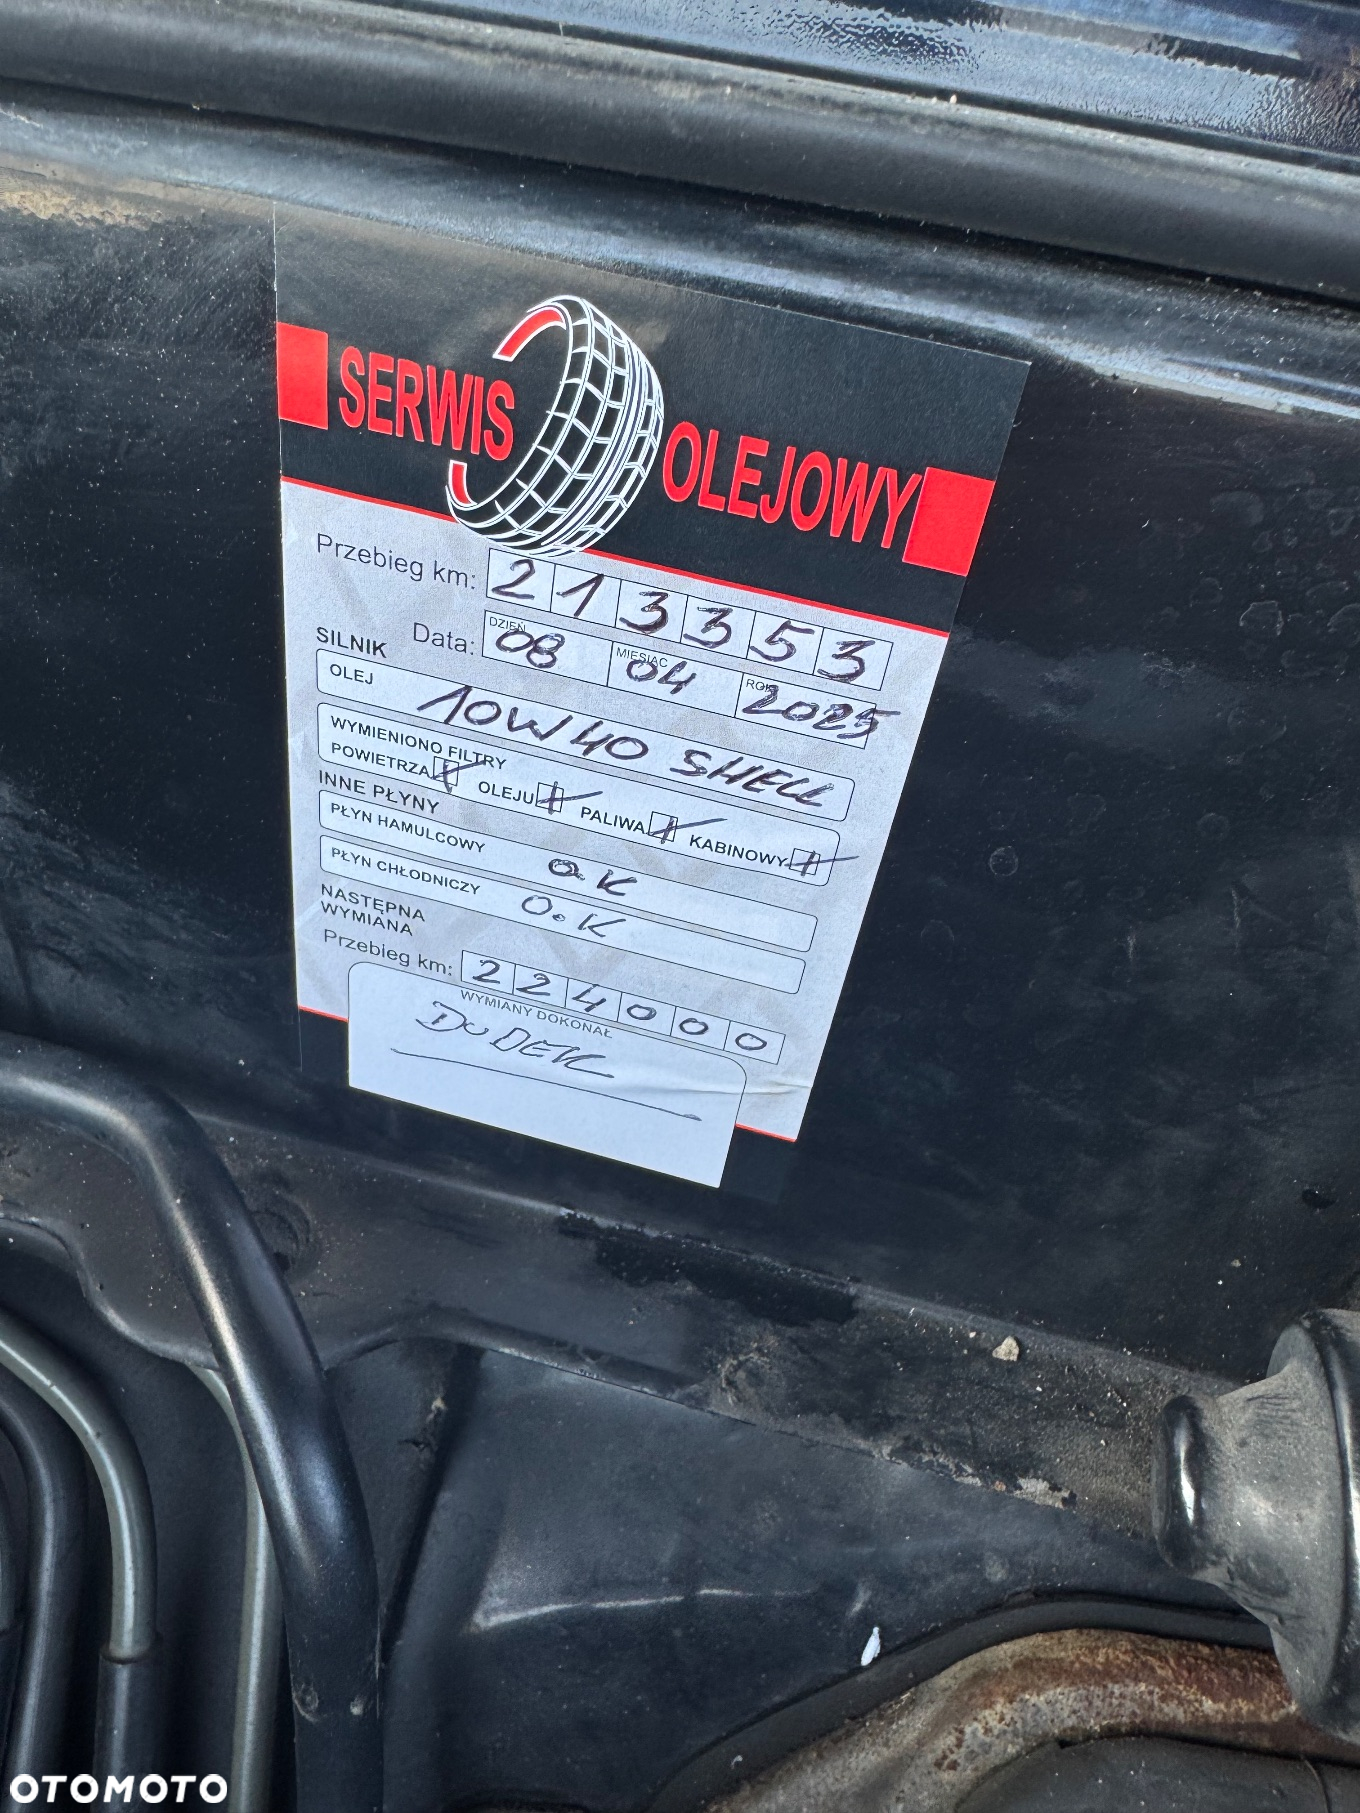 SERWIS OLEJOWY
Przebieg km: 213353
Data: DZIEŃ 08 MIESIĄC 04 ROK 2025
SILNIK
OLEJ 10W40 SHELL
WYMIENIONO FILTRY
POWIETRZA OLEJU PALIWA KABINOWY
INNE PŁYNY
PŁYN HAMULCOWY O.K
PŁYN CHŁODNICZY O.K
NASTĘPNA
WYMIANA
Przebieg km: 224000
WYMIANY DOKONAŁ
DUDEK
OTOMOTO